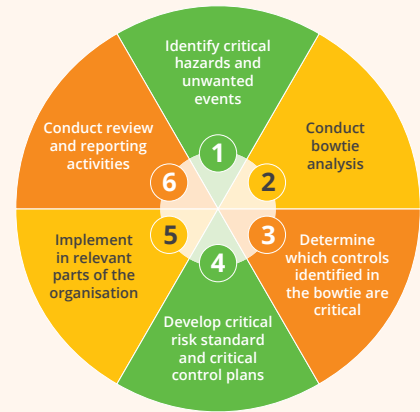 Identify critical
hazards and
unwanted
events
1
Conduct
bowtie
analysis
2
Determine
which controls
identified in
the bowtie are
critical
3
Develop critical
risk standard
and critical
control plans
4
Implement
in relevant
parts of the
organisation
5
Conduct review
and reporting
activities
6